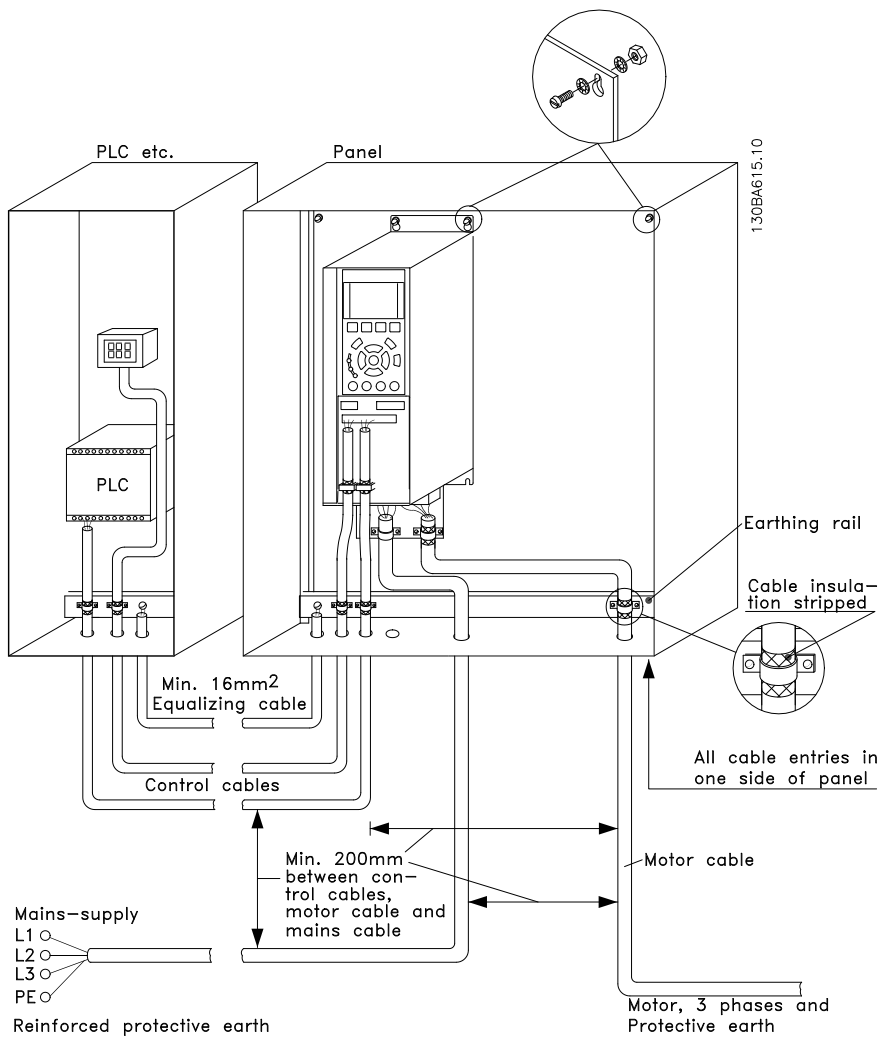 PLC etc.
Panel
130BA615.10
PLC
Earthing rail
Cable insula-
tion stripped
Min. 16mm2
Equalizing cable
All cable entries in
one side of panel
Control cables
Min. 200mm
between con-
trol cables,
motor cable and
mains cable
Motor cable
Mains-supply
L1
L2
L3
PE
Reinforced protective earth
Motor, 3 phases and
Protective earth